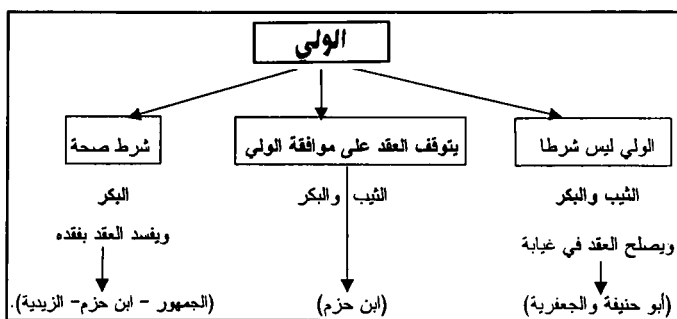 الولي
الولي ليس شرطا
يتوقف العقد على موافقة الولي
شرط صحة
الثيب والبكر
الثيب والبكر
البكر
ويصلح العقد في غيابة
ويفسد العقد بفقده
(أبو حنيفة والجعفرية)
(ابن حزم)
(الجمهور - ابن حزم- الزيدية).